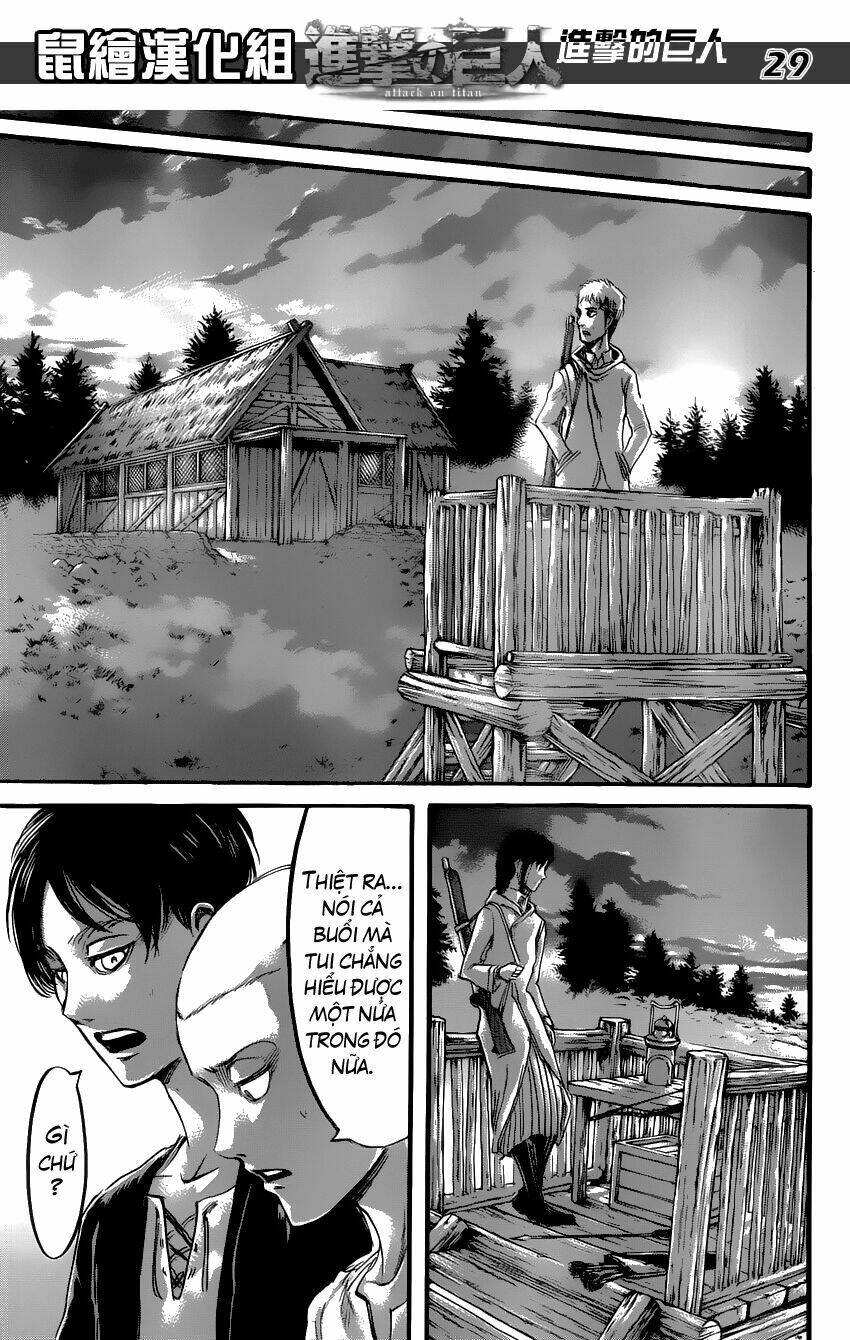 鼠繪漢化組
進撃の巨人
attack on titan
進擊的巨人
29
THIỆT RA...
NÓI CẢ
BUỔI MÀ
TUI CHẲNG
HIỂU ĐƯỢC
MỘT NỬA
TRONG ĐÓ
NỮA.
GÌ
CHỨ
?